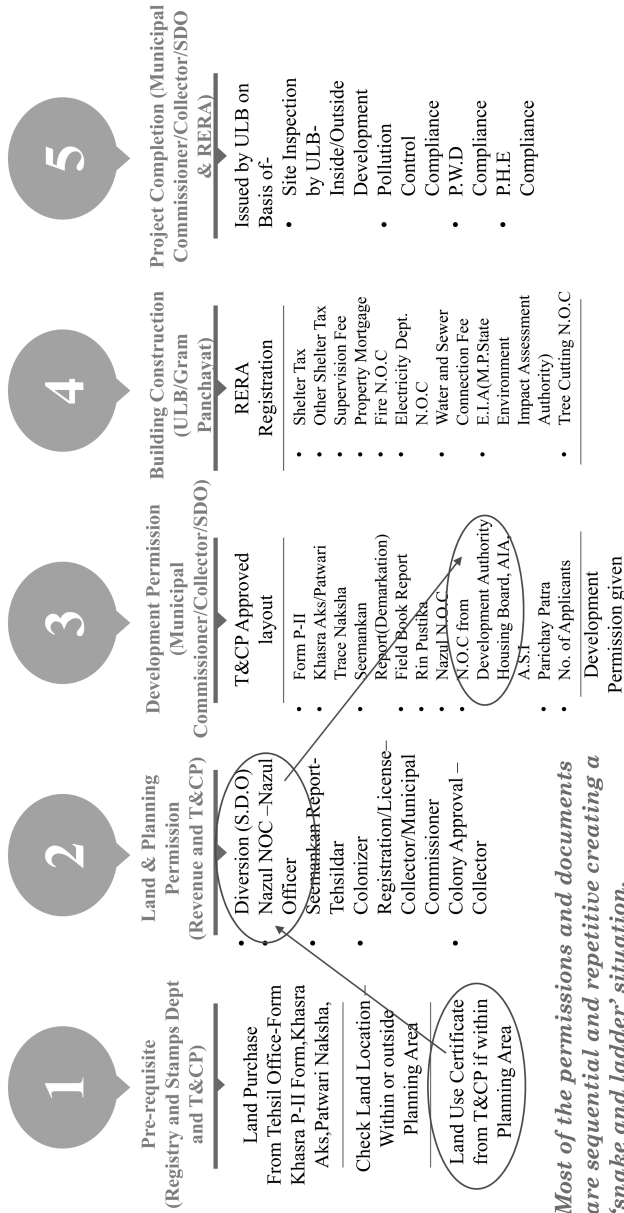 1
Pre-requisite
(Registry and Stamps Dept
and T&CP)
Land Purchase
From Tehsil Office-Form
Khasra P-II Form,Khasra
Aks,Patwari Naksha,
Check Land Location–
Within or outside
Planning Area
Land Use Certificate
from T&CP if within
Planning Area
2
Land & Planning
Permission
(Revenue and T&CP)
• Diversion (S.D.O)
• Nazul NOC –Nazul
Officer
• Seemankan Report-
Tehsildar
• Colonizer
Registration/License–
Collector/Municipal
Commissioner
• Colony Approval –
Collector
3
Development Permission
(Municipal
Commissioner/Collector/SDO)
T&CP Approved
layout
• Form P-II
• Khasra Aks/Patwari
Trace Naksha
• Seemankan
Report(Demarkation)
• Field Book Report
• Rin Pustika
• Nazul N.O.C
• N.O.C from
Development Authority
Housing Board, AIA,
A.S.I
• Parichay Patra
• No. of Applicants
Development
Permission given
4
Building Construction
(ULB/Gram
Panchayat)
RERA
Registration
• Shelter Tax
• Other Shelter Tax
• Supervision Fee
• Property Mortgage
• Fire N.O.C
• Electricity Dept.
N.O.C
• Water and Sewer
Connection Fee
• E.I.A(M.P.State
Environment
Impact Assessment
Authority)
• Tree Cutting N.O.C
5
Project Completion (Municipal
Commissioner/Collector/SDO
& RERA)
Issued by ULB on
Basis of-
• Site Inspection
by ULB-
Inside/Outside
Development
• Pollution
Control
Compliance
• P.W.D
Compliance
• P.H.E
Compliance
Most of the permissions and documents
are sequential and repetitive creating a
‘snake and ladder’ situation.